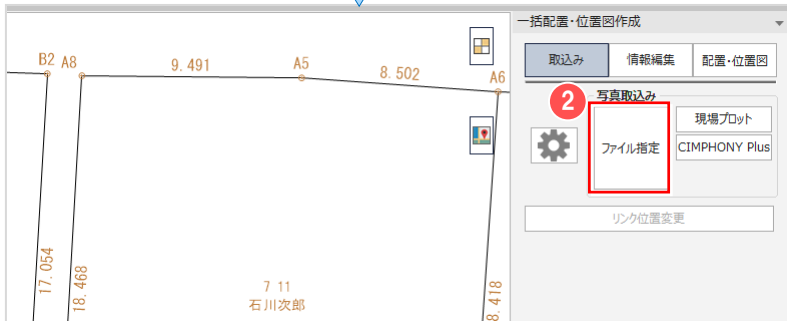 一括配置・位置図作成
取込み
情報編集
配置・位置図
2
写真取込み
ファイル指定
現場プロット
CIMPHONY Plus
リンク位置変更
B2
A8
9.491
A5
8.502
A6
17.054
18.468
7 11
石川次郎
8.418